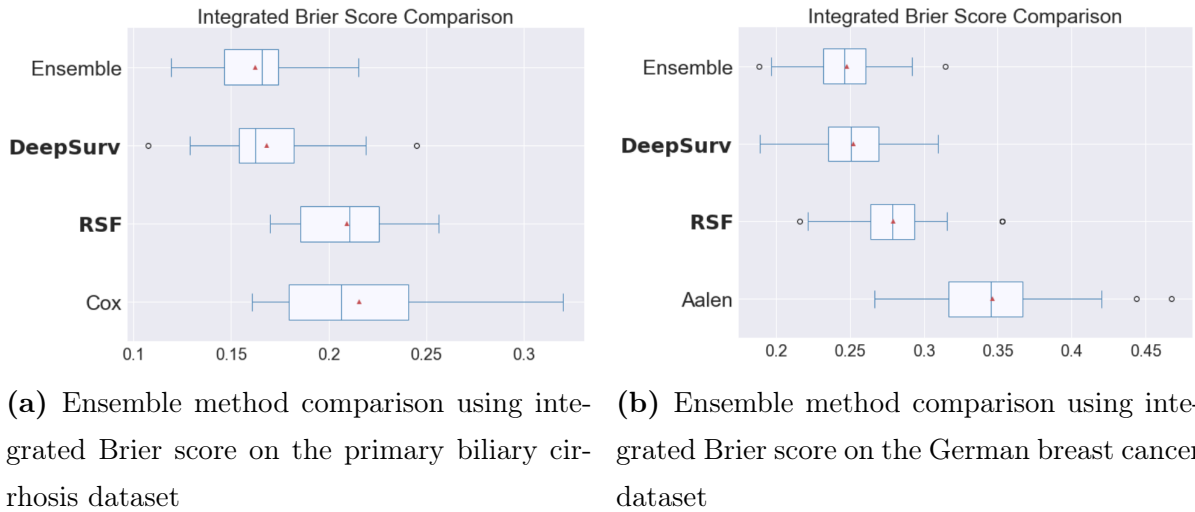 Integrated Brier Score Comparison
Ensemble
DeepSurv
RSF
Cox
0.1 0.15 0.2 0.25 0.3
(a) Ensemble method comparison using inte-
grated Brier score on the primary biliary cir-
rhosis dataset
Integrated Brier Score Comparison
Ensemble
DeepSurv
RSF
Aalen
0.2 0.25 0.3 0.35 0.4 0.45
(b) Ensemble method comparison using inte-
grated Brier score on the German breast cancer
dataset